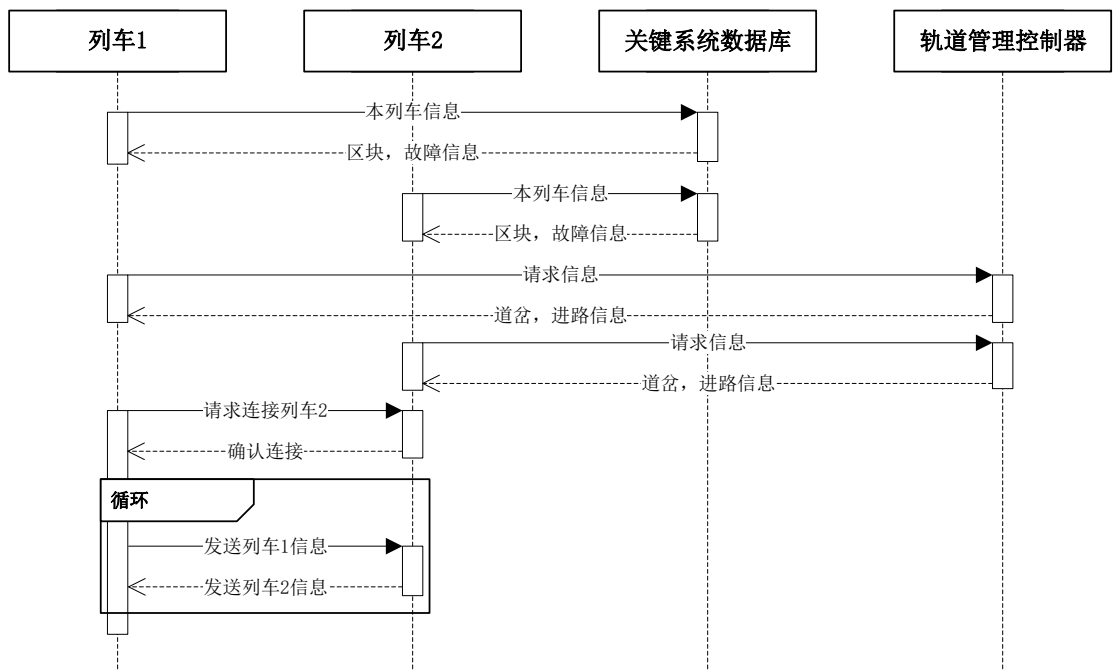 列车1
列车2
关键系统数据库
轨道管理控制器
本列车信息
区块，故障信息
本列车信息
区块，故障信息
请求信息
道岔，进路信息
请求信息
道岔，进路信息
请求连接列车2
确认连接
循环
发送列车1信息
发送列车2信息